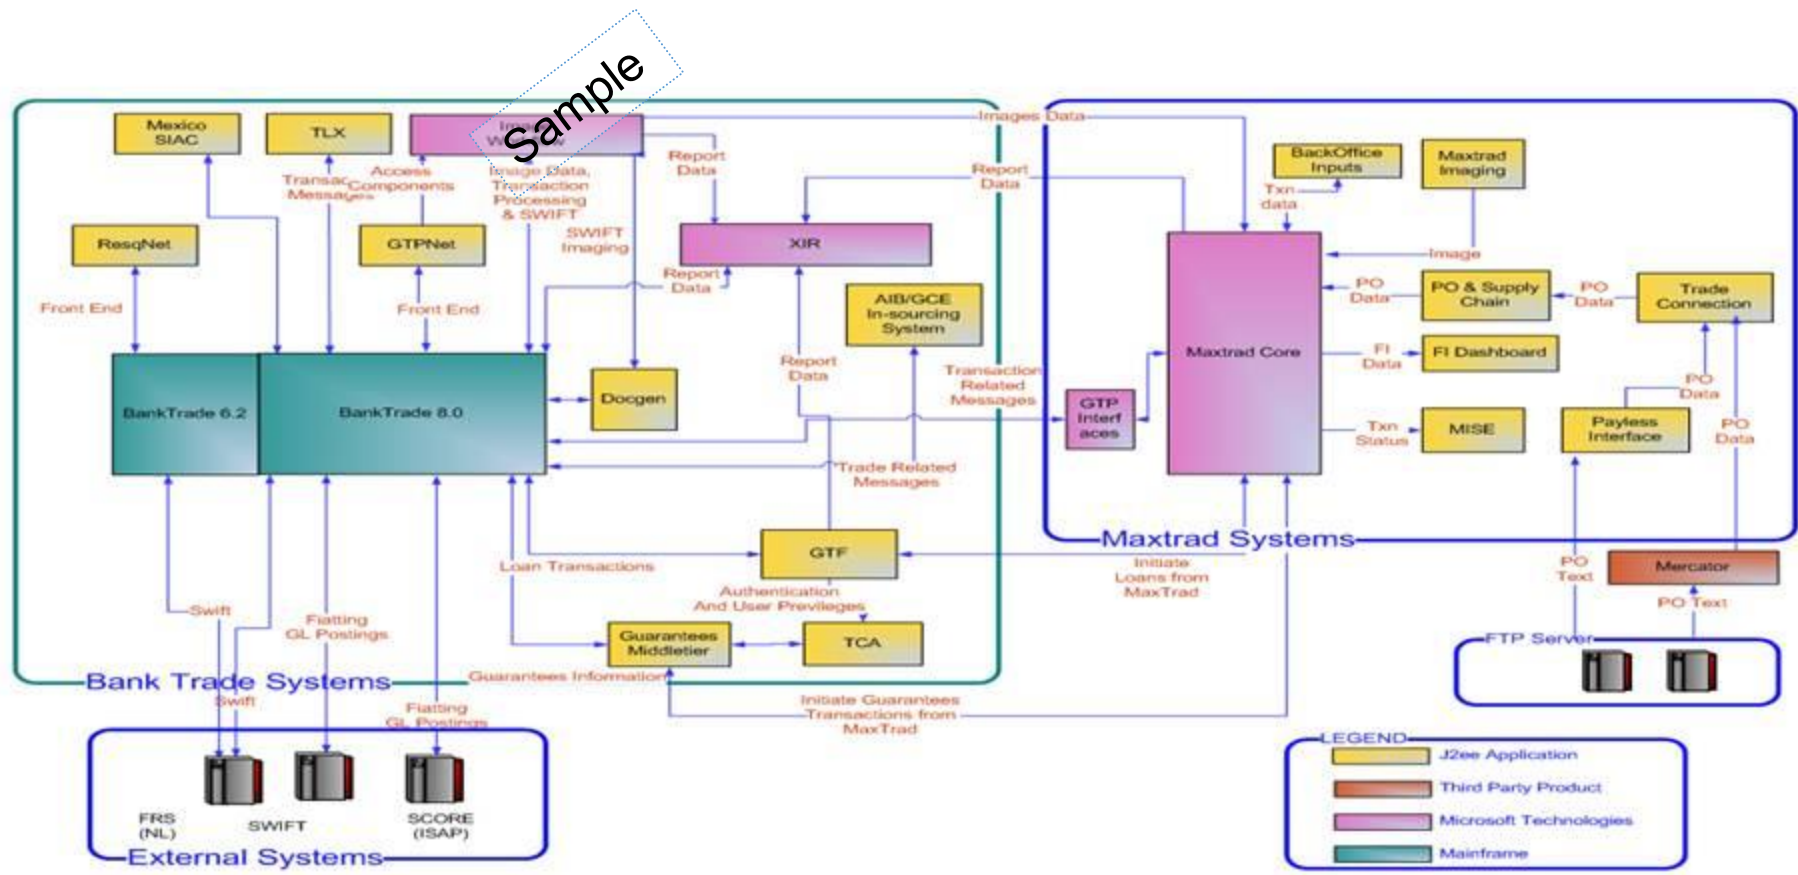 Sample
Mexico
SIAC
TLX
Images Data
Report
Data
Access
Components
Transac
Messages
Image Data,
Transaction
Processing
& SWIFT
SWIFT
Imaging
ResqNet
GTPNet
XIR
Report
Data
Report
Data
Front End
Front End
AIB/GCE
In-sourcing
System
BankTrade 6.2
BankTrade 8.0
Docgen
Report
Data
Transaction
Related
Messages
Trade Related
Messages
GTF
Loan Transactions
Authentication
And User Previleges
Guarantees
Middletier
TCA
Swift
Fiatting
GL Postings
Guarantees Information
Bank Trade Systems
Swift
Fiatting
GL Postings
Initiate Guarantees
Transactions from
MaxTrad
FRS
(NL)
SWIFT
SCORE
(ISAP)
External Systems
BackOffice
Inputs
Maxtrad
Imaging
Txn
data
Image
Maxtrad Core
PO
Data
PO & Supply
Chain
PO
Data
Trade
Connection
FI
Data
FI Dashboard
GTP
Interf
aces
Txn
Status
MISE
Payless
Interface
PO
Data
PO
Data
Maxtrad Systems
Initiate
Loans from
MaxTrad
PO
Text
Mercator
PO Text
FTP Server
LEGEND
J2ee Application
Third Party Product
Microsoft Technologies
Mainframe